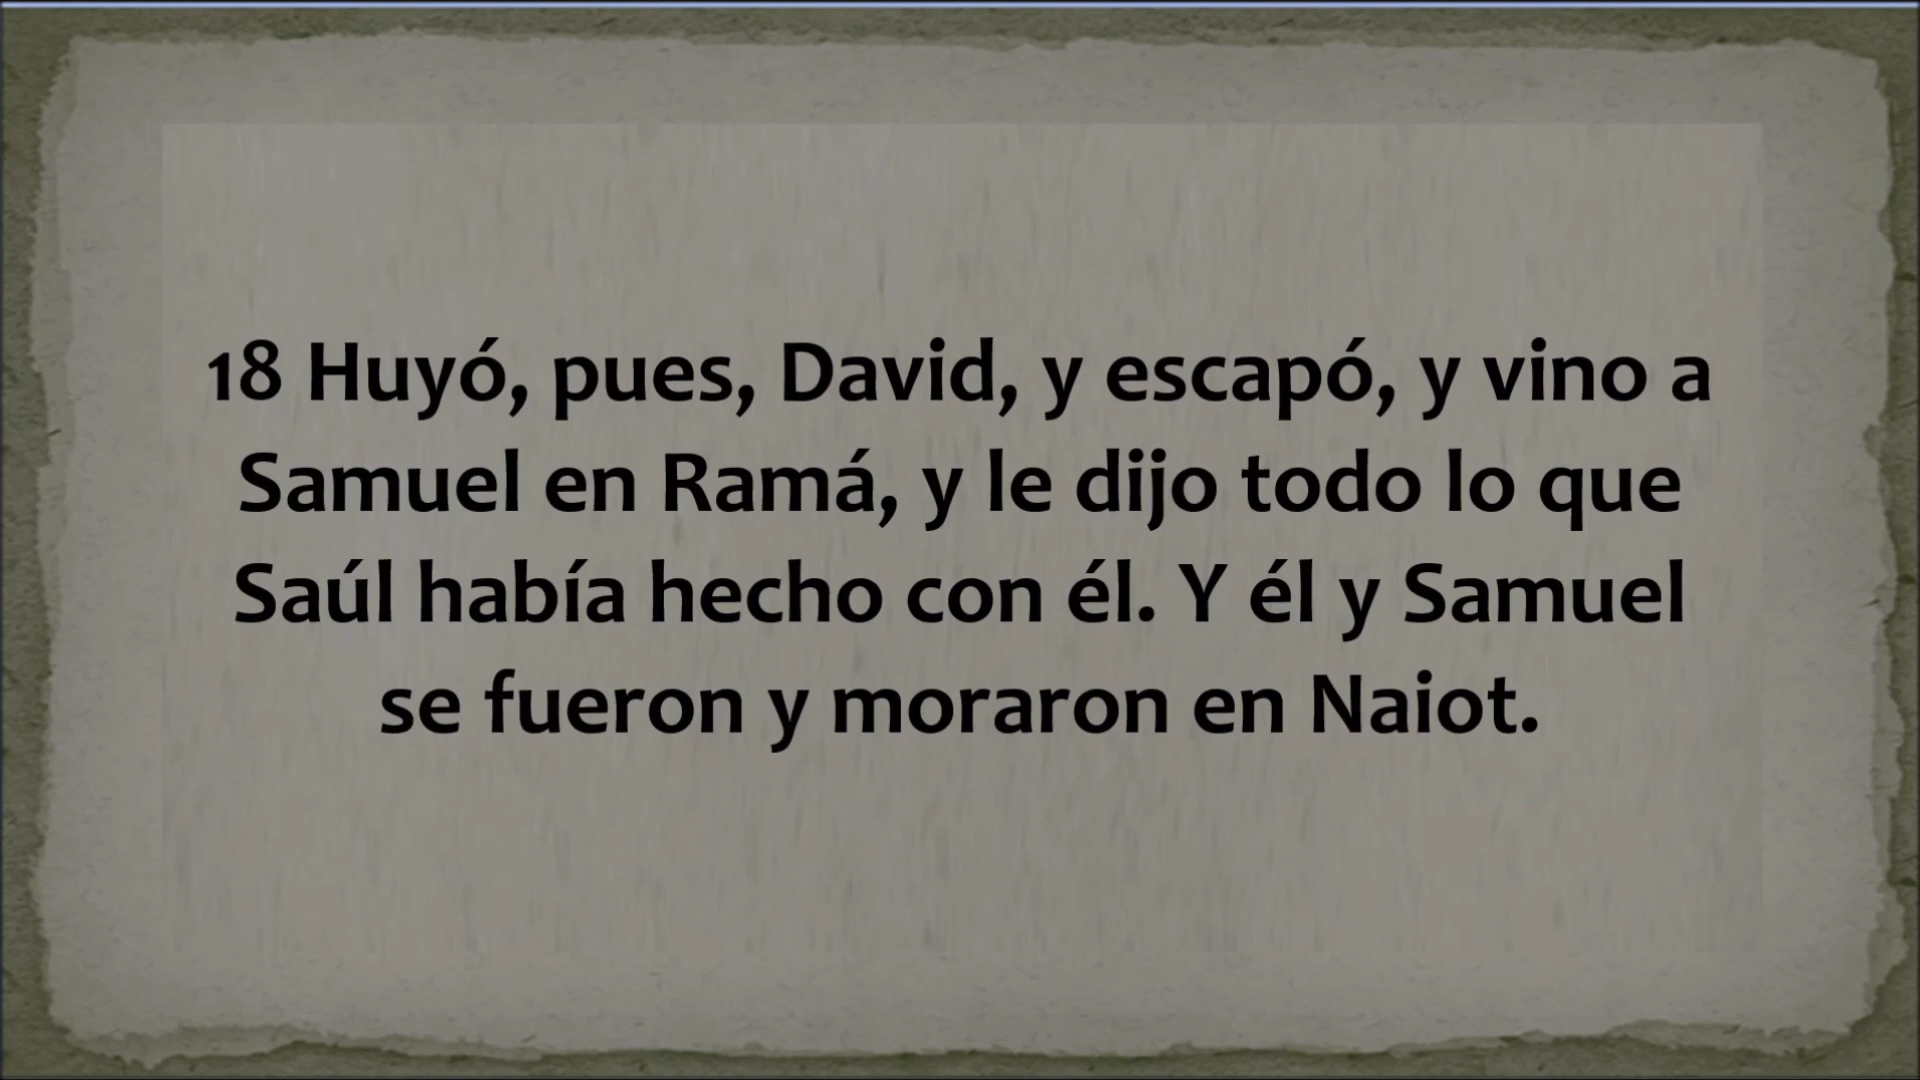 18 Huyó, pues, David, y escapó, y vino a
Samuel en Ramá, y le dijo todo lo que
Saúl había hecho con él. Y él y Samuel
se fueron y moraron en Naiot.